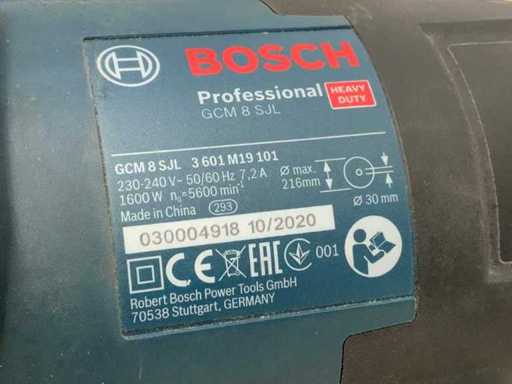 BOSCH
Professional HEAVY DUTY
GCM 8 SJL
GCM 8 SJL 3 601 M19 101
230-240 V~ 50/60 Hz 7,2 A
1600 W n₀=5600 min⁻¹
Made in China 293
Ø max. 216mm
Ø 30 mm
030004918 10/2020
CE EAC 001
Robert Bosch Power Tools GmbH
70538 Stuttgart, GERMANY